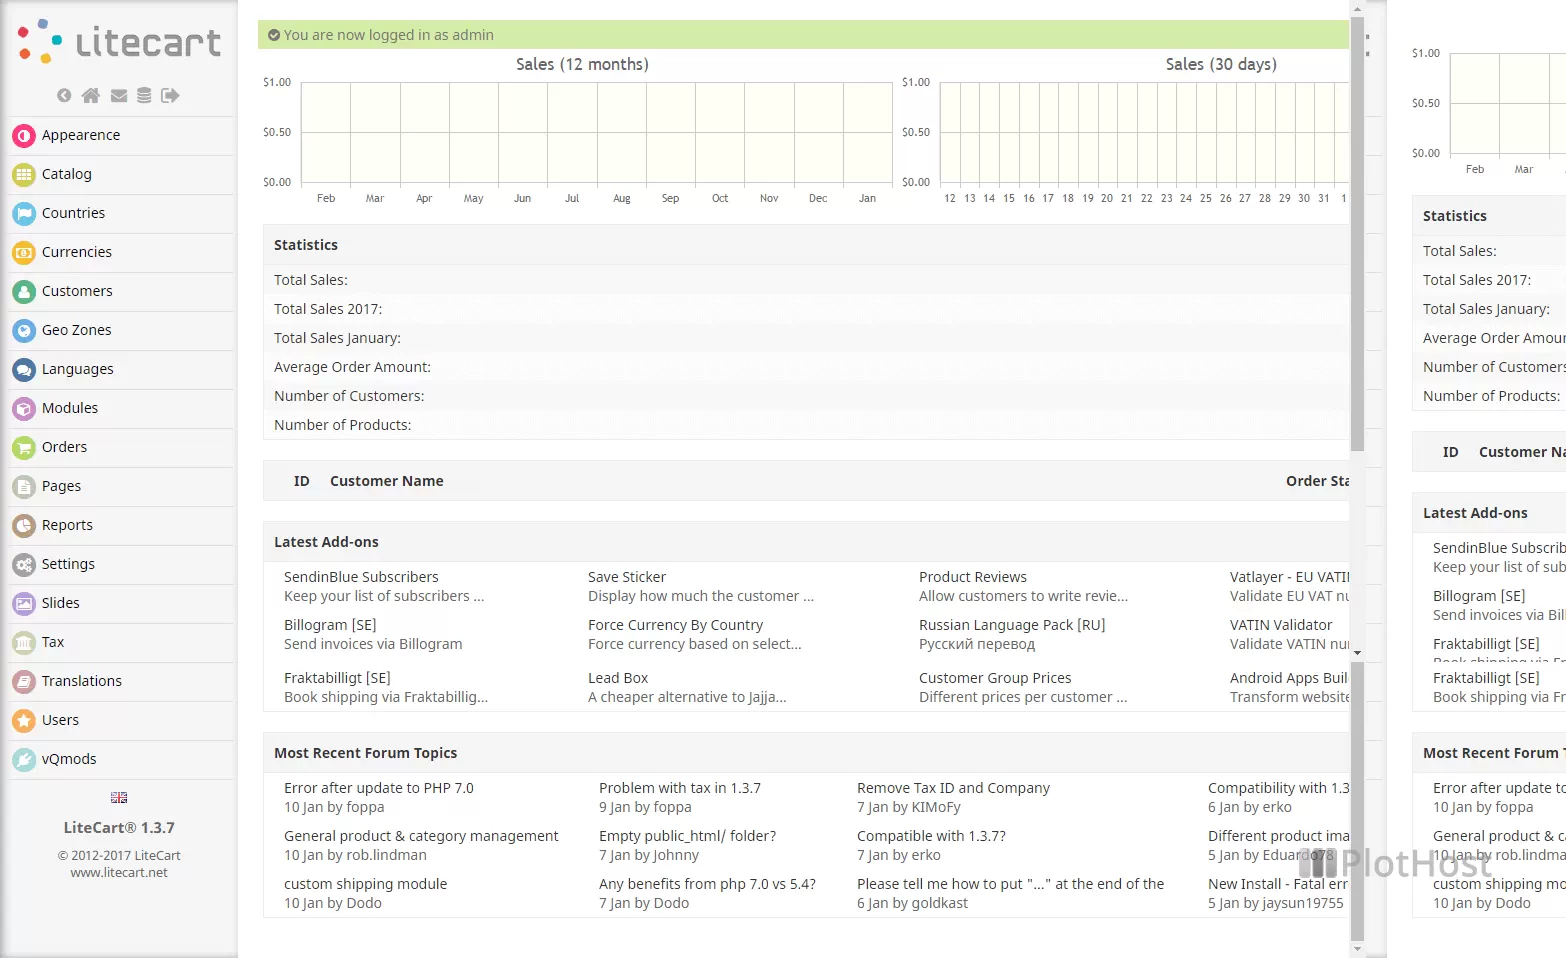 litecart
You are now logged in as admin
Appearence
Catalog
Countries
Currencies
Customers
Geo Zones
Languages
Modules
Orders
Pages
Reports
Settings
Slides
Tax
Translations
Users
vQmods
LiteCart® 1.3.7
© 2012-2017 LiteCart
www.litecart.net
Sales (12 months)
$1.00
$0.50
$0.00
Feb Mar Apr May Jun Jul Aug Sep Oct Nov Dec Jan
Sales (30 days)
$1.00
$0.50
$0.00
12 13 14 15 16 17 18 19 20 21 22 23 24 25 26 27 28 29 30 31 1
Statistics
Total Sales:
Total Sales 2017:
Total Sales January:
Average Order Amount:
Number of Customers:
Number of Products:
ID Customer Name Order Sta
Latest Add-ons
SendinBlue Subscribers Save Sticker Product Reviews Vatlayer - EU VATI
Keep your list of subscribers ... Display how much the customer ... Allow customers to write revie... Validate EU VAT nu
Billogram [SE] Force Currency By Country Russian Language Pack [RU] VATIN Validator
Send invoices via Billogram Force currency based on select... Русский перевод Validate VATIN nu
Fraktabilligt [SE] Lead Box Customer Group Prices Android Apps Buil
Book shipping via Fraktabillig... A cheaper alternative to Jajja... Different prices per customer ... Transform website
Most Recent Forum Topics
Error after update to PHP 7.0 Problem with tax in 1.3.7 Remove Tax ID and Company Compatibility with 1.3
10 Jan by foppa 9 Jan by foppa 7 Jan by KIMoFy 6 Jan by erko
General product & category management Empty public_html/ folder? Compatible with 1.3.7? Different product ima
10 Jan by rob.lindman 7 Jan by Johnny 7 Jan by erko 5 Jan by Eduardo78
custom shipping module Any benefits from php 7.0 vs 5.4? Please tell me how to put "..." at the end of the New Install - Fatal err
10 Jan by Dodo 7 Jan by Dodo 6 Jan by goldkast 5 Jan by jaysun19755
$1.00
$0.50
$0.00
Feb Mar
Statistics
Total Sales:
Total Sales 2017:
Total Sales January:
Average Order Amour
Number of Customers
Number of Products:
ID Customer Na
Latest Add-ons
SendinBlue Subscrib
Keep your list of sub
Billogram [SE]
Send invoices via Bil
Fraktabilligt [SE]
Fraktabilligt [SE]
Book shipping via Fr
Most Recent Forum T
Error after update to
10 Jan by foppa
General product & ca
10 Jan by rob.lindma
custom shipping mo
10 Jan by Dodo
PlotHost